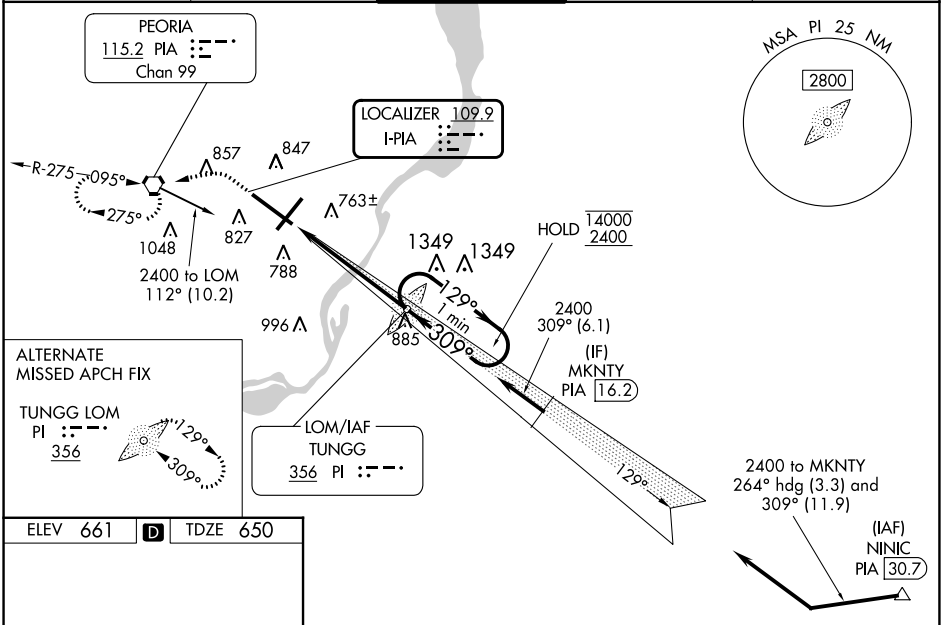 PEORIA
115.2 PIA
Chan 99
MSA PI 25 NM
2800
LOCALIZER 109.9
I-PIA
857
847
R-275
095°
275°
763±
1048
827
788
HOLD 14000
2400
1349
1349
2400 to LOM
112° (10.2)
129°
1 min
309°
2400
309° (6.1)
996
885
(IF)
MKNTY
PIA 16.2
ALTERNATE
MISSED APCH FIX
TUNGG LOM
PI
356
129°
309°
LOM/IAF
TUNGG
356 PI
129°
2400 to MKNTY
264° hdg (3.3) and
309° (11.9)
(IAF)
NINIC
PIA 30.7
ELEV 661 D TDZE 650